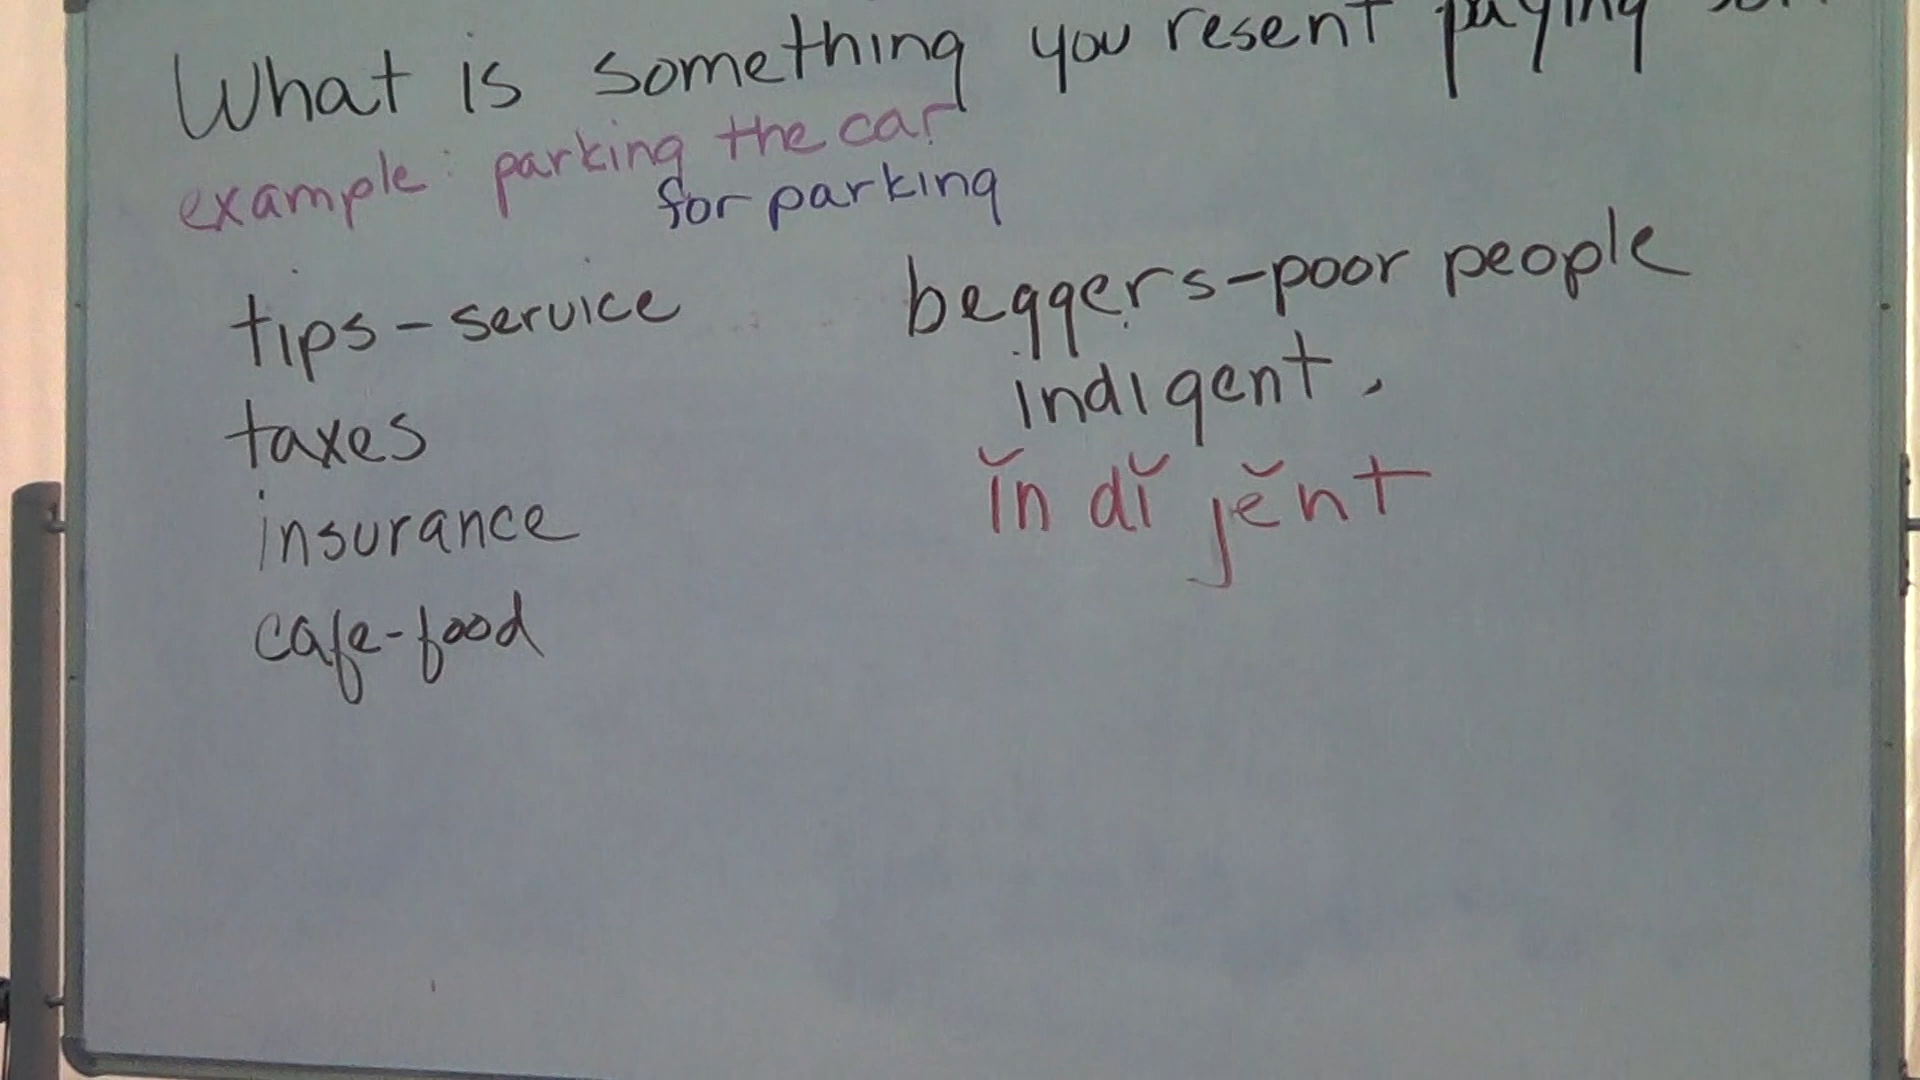 What is something you resent paying
example: parking the car
for parking
tips-service
taxes
insurance
cafe-food
beggers-poor people
indigent
ĭn dĭ jĕnt